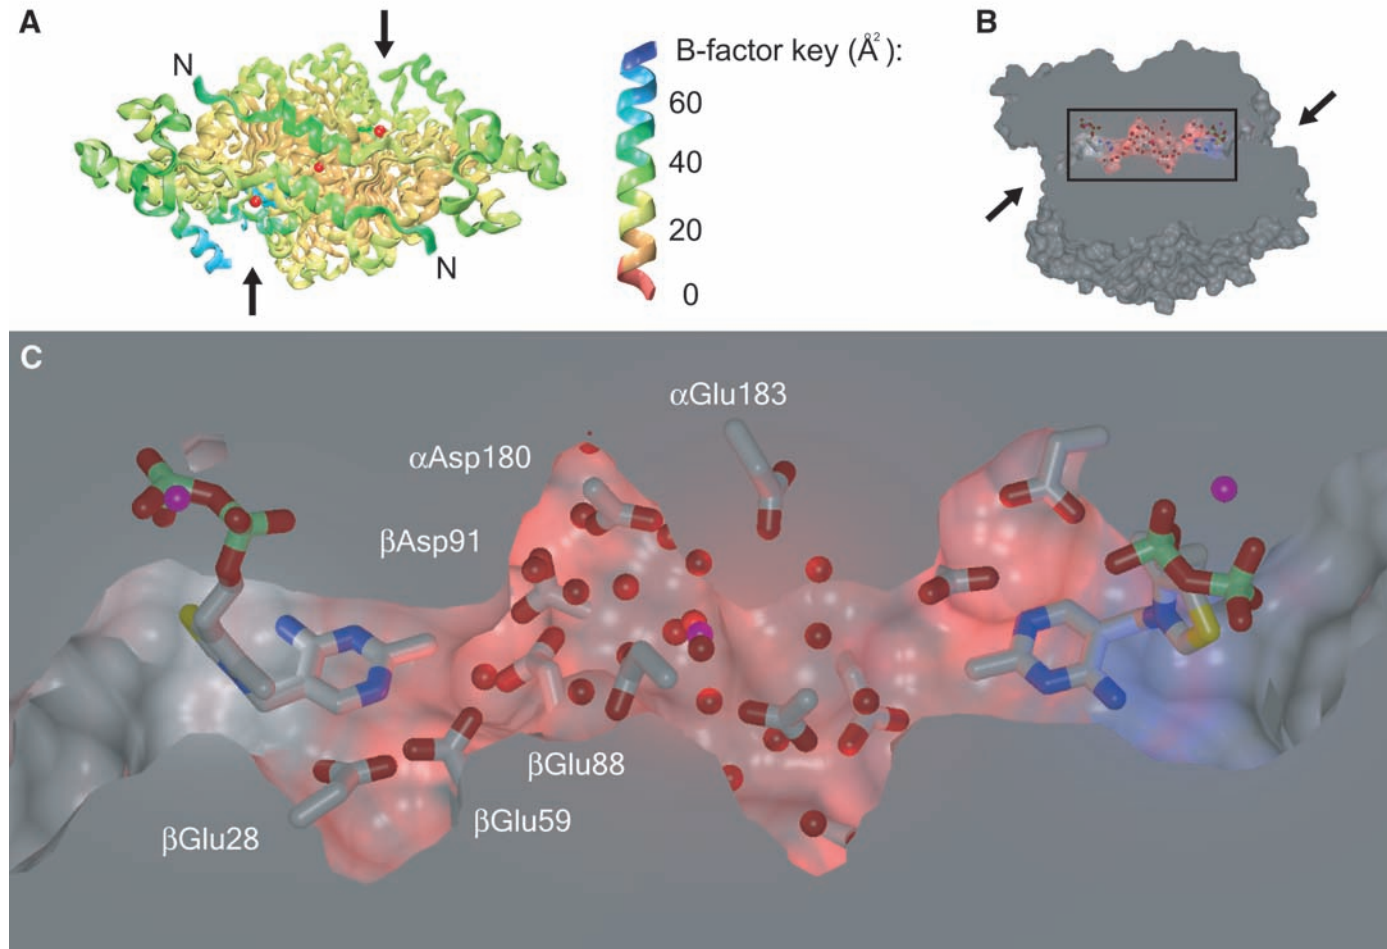 A
B
N
N
B-factor key (Å²):
60
40
20
0
C
αGlu183
αAsp180
βAsp91
βGlu88
βGlu59
βGlu28